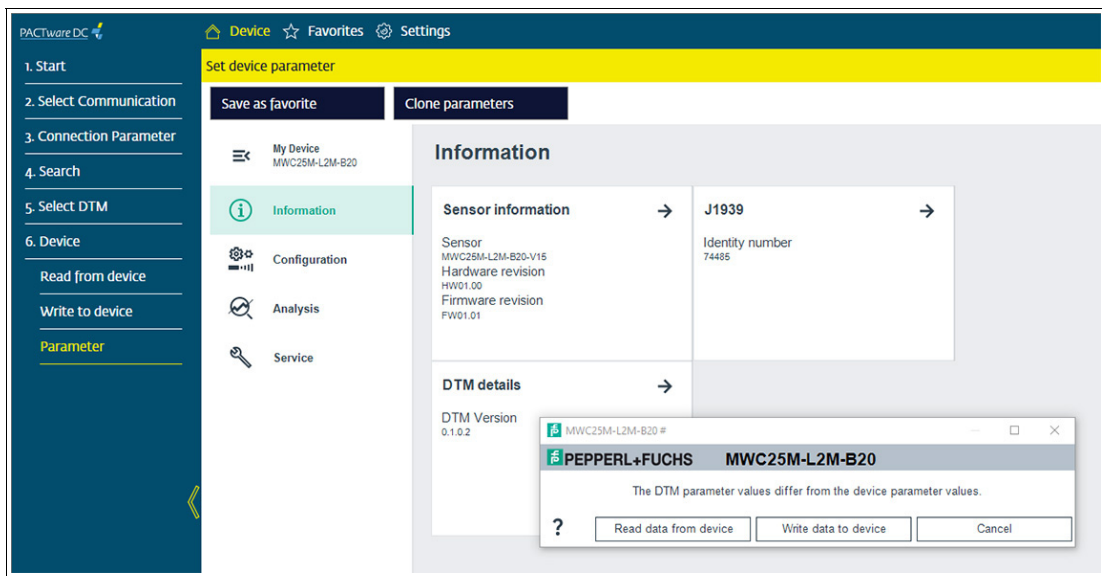 PACTware DC
Device Favorites Settings
1. Start
2. Select Communication
3. Connection Parameter
4. Search
5. Select DTM
6. Device
Read from device
Write to device
Parameter
Set device parameter
Save as favorite
Clone parameters
My Device
MWC25M-L2M-B20
Information
Configuration
Analysis
Service
Information
Sensor information
Sensor
MWC25M-L2M-B20-V15
Hardware revision
HW01.00
Firmware revision
FW01.01
J1939
Identity number
74485
DTM details
DTM Version
0.1.0.2
MWC25M-L2M-B20 #
PEPPERL+FUCHS MWC25M-L2M-B20
The DTM parameter values differ from the device parameter values.
? Read data from device Write data to device Cancel